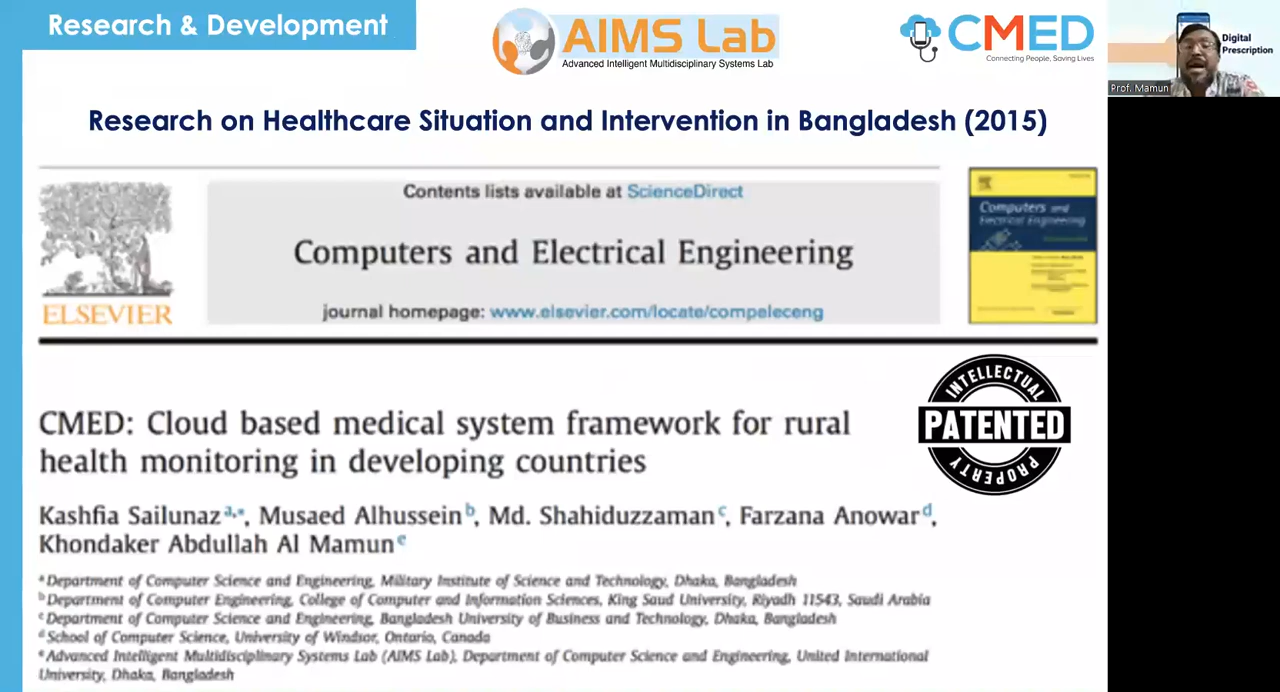 Research & Development
AIMS Lab
Advanced Intelligent Multidisciplinary Systems Lab
CMED
Connecting People, Saving Lives
Digital
Prescription
Prof. Mamun
Research on Healthcare Situation and Intervention in Bangladesh (2015)
Contents lists available at ScienceDirect
Computers and Electrical Engineering
journal homepage: www.elsevier.com/locate/compeleceng
ELSEVIER
Computers and
Electrical Engineering
INTELLECTUAL
PATENTED
PROPERTY
CMED: Cloud based medical system framework for rural
health monitoring in developing countries
Kashfia Sailunaz a,*, Musaed Alhussein b, Md. Shahiduzzaman c, Farzana Anowar d,
Khondaker Abdullah Al Mamun e
a Department of Computer Science and Engineering, Military Institute of Science and Technology, Dhaka, Bangladesh
b Department of Computer Engineering, College of Computer and Information Sciences, King Saud University, Riyadh 11543, Saudi Arabia
c Department of Computer Science and Engineering, Bangladesh University of Business and Technology, Dhaka, Bangladesh
d School of Computer Science, University of Windsor, Ontario, Canada
e Advanced Intelligent Multidisciplinary Systems Lab (AIMS Lab), Department of Computer Science and Engineering, United International
University, Dhaka, Bangladesh